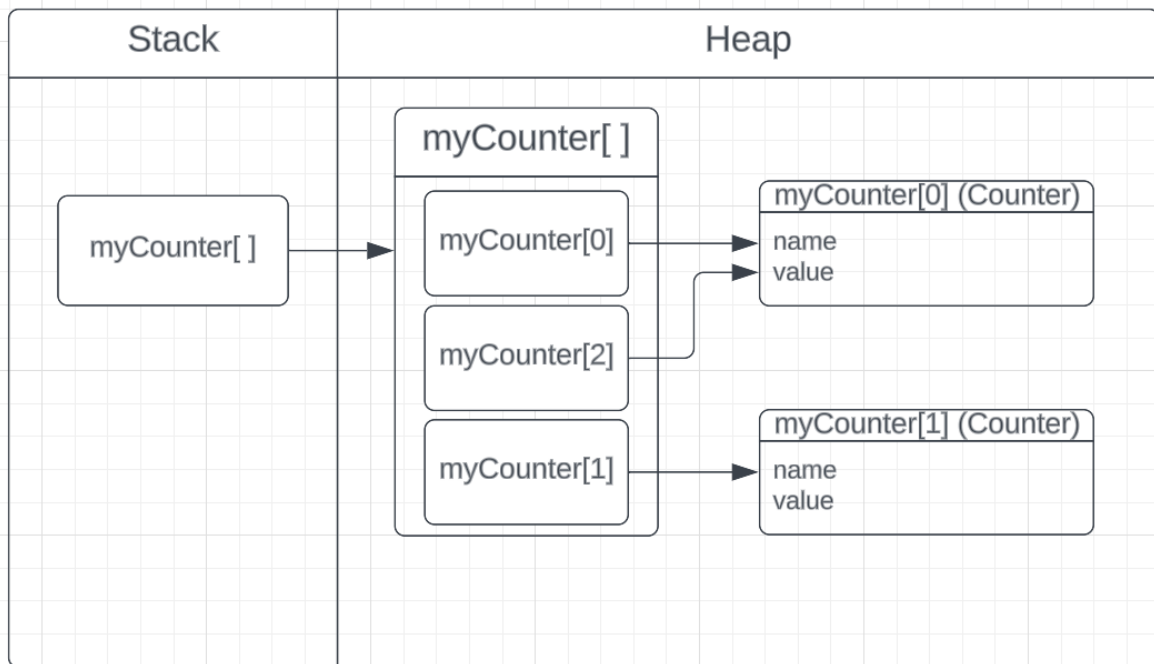 Stack
Heap
myCounter[ ]
myCounter[ ]
myCounter[0]
myCounter[2]
myCounter[1]
myCounter[0] (Counter)
name
value
myCounter[1] (Counter)
name
value